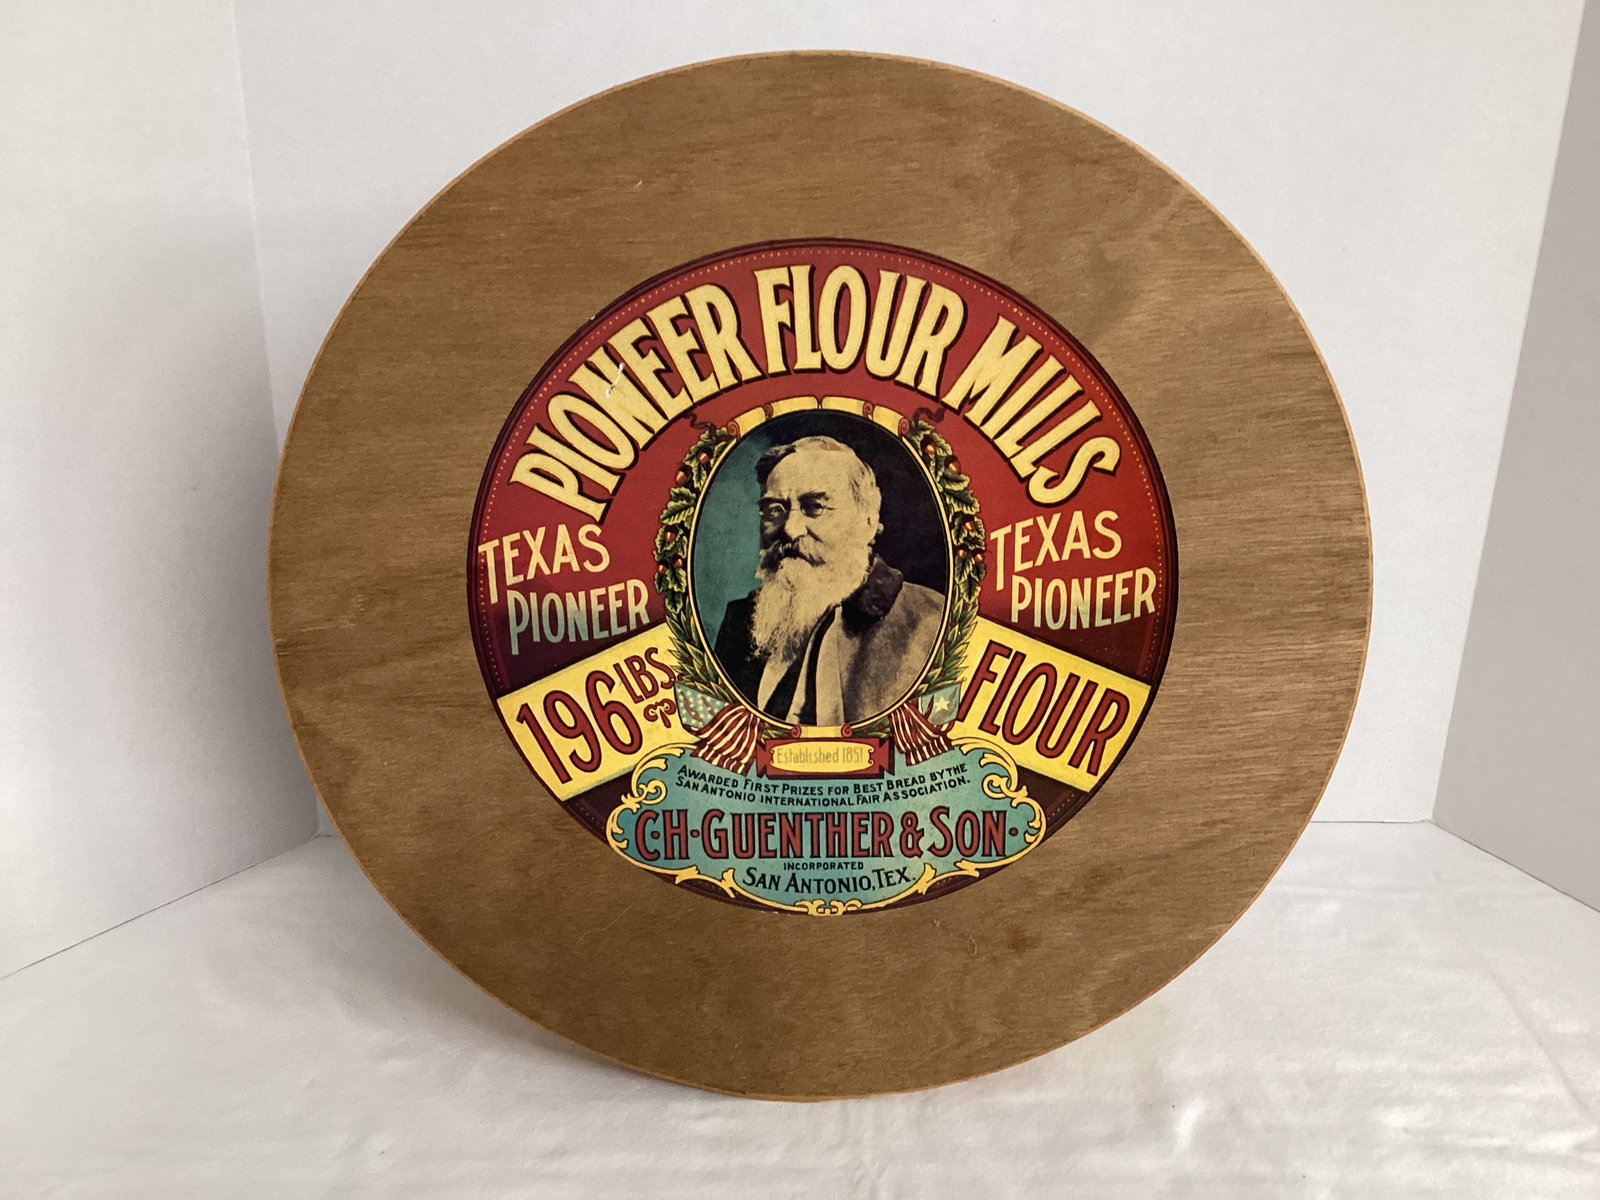 PIONEER FLOUR MILLS
TEXAS PIONEER
TEXAS PIONEER
196 LBS.
FLOUR
Established 1851
AWARDED FIRST PRIZES FOR BEST BREAD BY THE
SAN ANTONIO INTERNATIONAL FAIR ASSOCIATION.
C·H·GUENTHER & SON·
INCORPORATED
SAN ANTONIO, TEX.